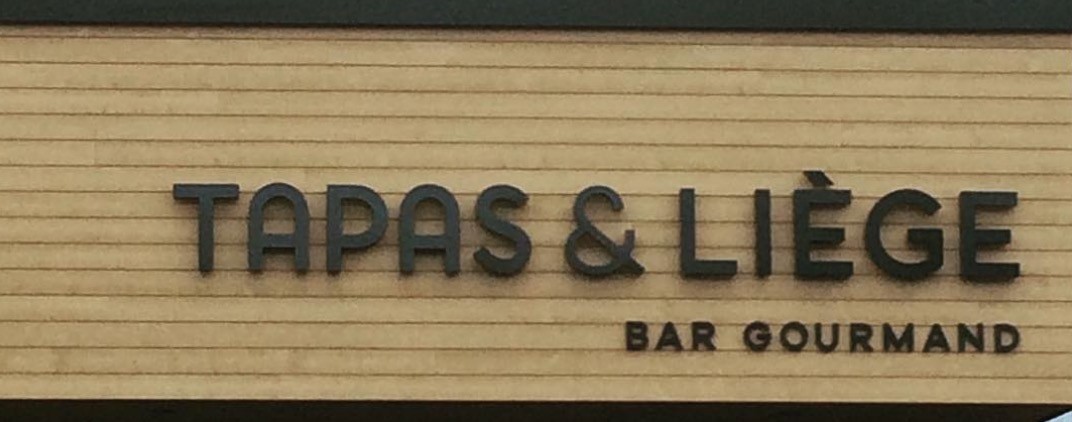 TAPAS & LIÈGE
BAR GOURMAND